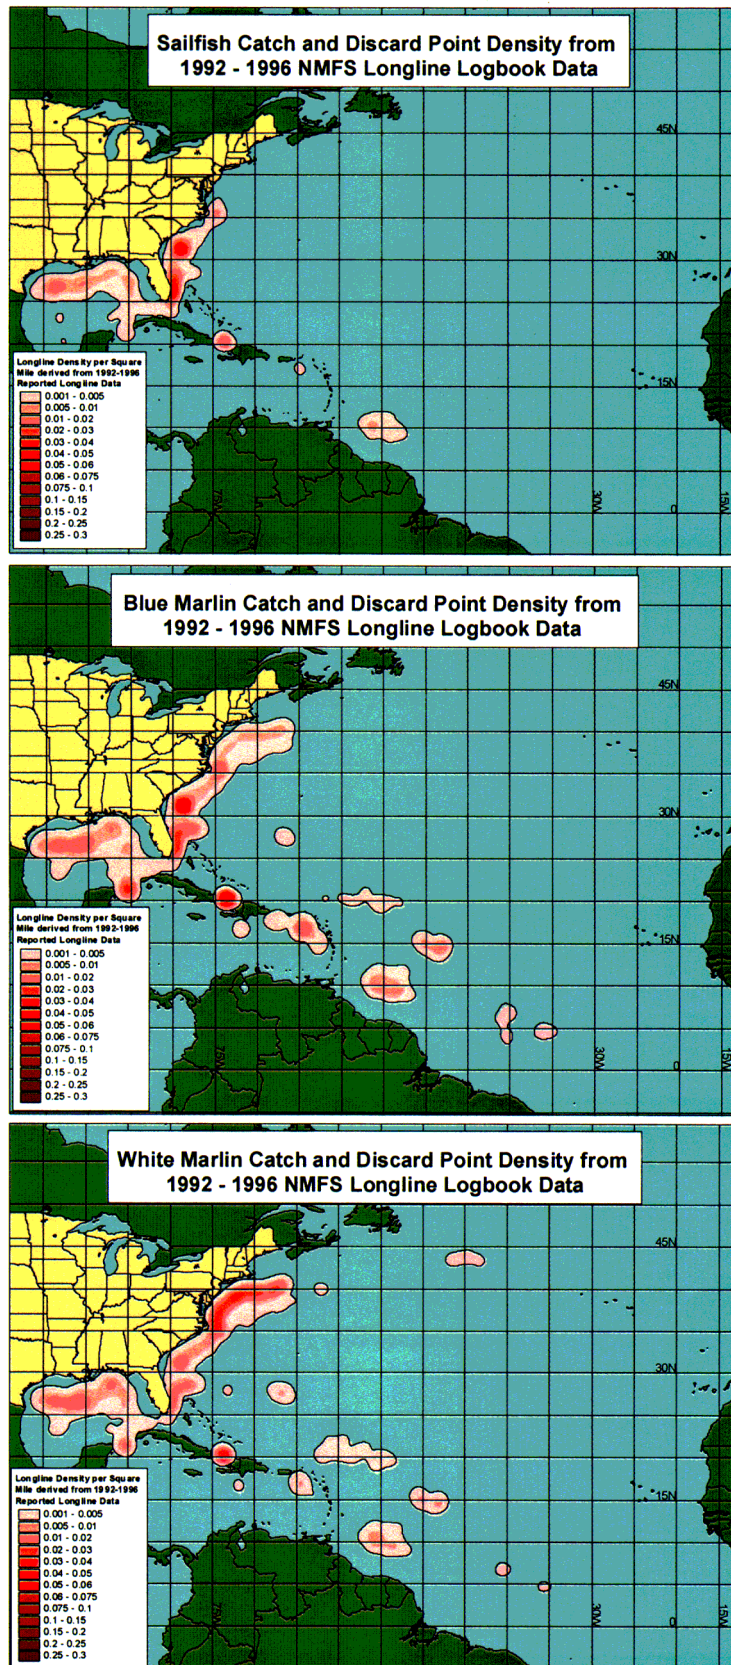 Sailfish Catch and Discard Point Density from
1992 - 1996 NMFS Longline Logbook Data
45N
30N
15N
Longline Density per Square
Mile derived from 1992-1996
Reported Longline Data
0.001 - 0.005
0.005 - 0.01
0.01 - 0.02
0.02 - 0.03
0.03 - 0.04
0.04 - 0.05
0.05 - 0.06
0.06 - 0.075
0.075 - 0.1
0.1 - 0.15
0.15 - 0.2
0.2 - 0.25
0.25 - 0.3
75W
30W
15W
0
Blue Marlin Catch and Discard Point Density from
1992 - 1996 NMFS Longline Logbook Data
45N
30N
15N
Longline Density per Square
Mile derived from 1992-1996
Reported Longline Data
0.001 - 0.005
0.005 - 0.01
0.01 - 0.02
0.02 - 0.03
0.03 - 0.04
0.04 - 0.05
0.05 - 0.06
0.06 - 0.075
0.075 - 0.1
0.1 - 0.15
0.15 - 0.2
0.2 - 0.25
0.25 - 0.3
75W
30W
15W
0
White Marlin Catch and Discard Point Density from
1992 - 1996 NMFS Longline Logbook Data
45N
30N
15N
Longline Density per Square
Mile derived from 1992-1996
Reported Longline Data
0.001 - 0.005
0.005 - 0.01
0.01 - 0.02
0.02 - 0.03
0.03 - 0.04
0.04 - 0.05
0.05 - 0.06
0.06 - 0.075
0.075 - 0.1
0.1 - 0.15
0.15 - 0.2
0.2 - 0.25
0.25 - 0.3
75W
30W
15W
0